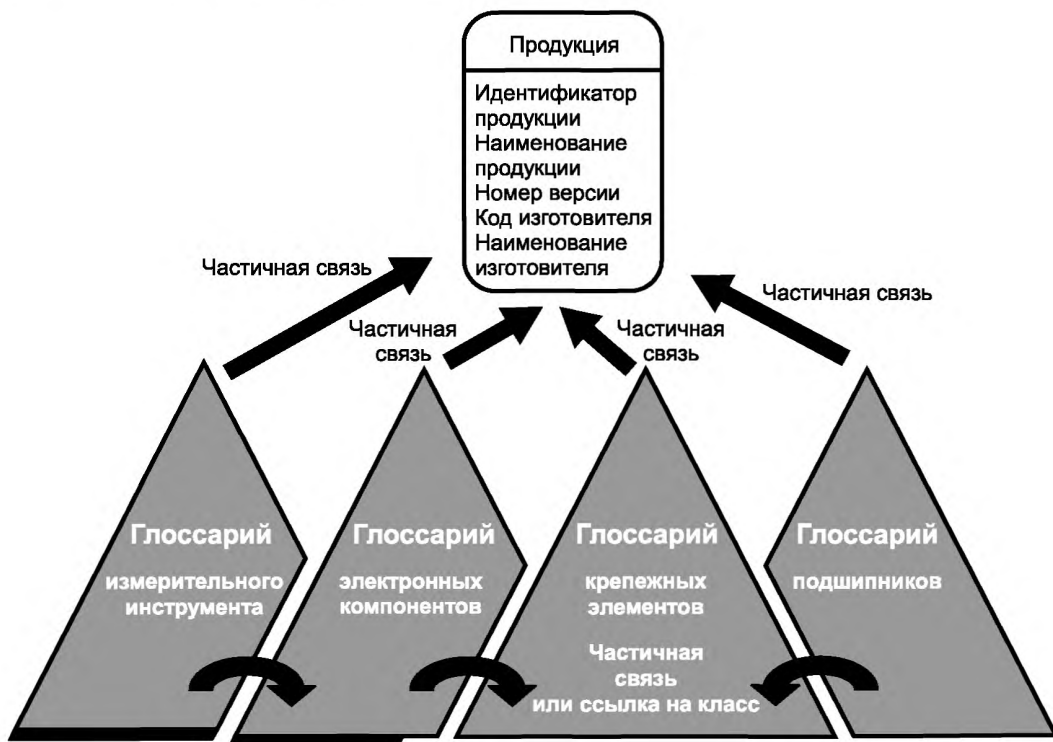 Продукция
Идентификатор
продукции
Наименование
продукции
Номер версии
Код изготовителя
Наименование
изготовителя
Частичная связь
Частичная
связь
Частичная
связь
Частичная связь
Глоссарий
измерительного
инструмента
Глоссарий
электронных
компонентов
Глоссарий
крепежных
элементов
Частичная
связь
или ссылка на класс
Глоссарий
подшипников